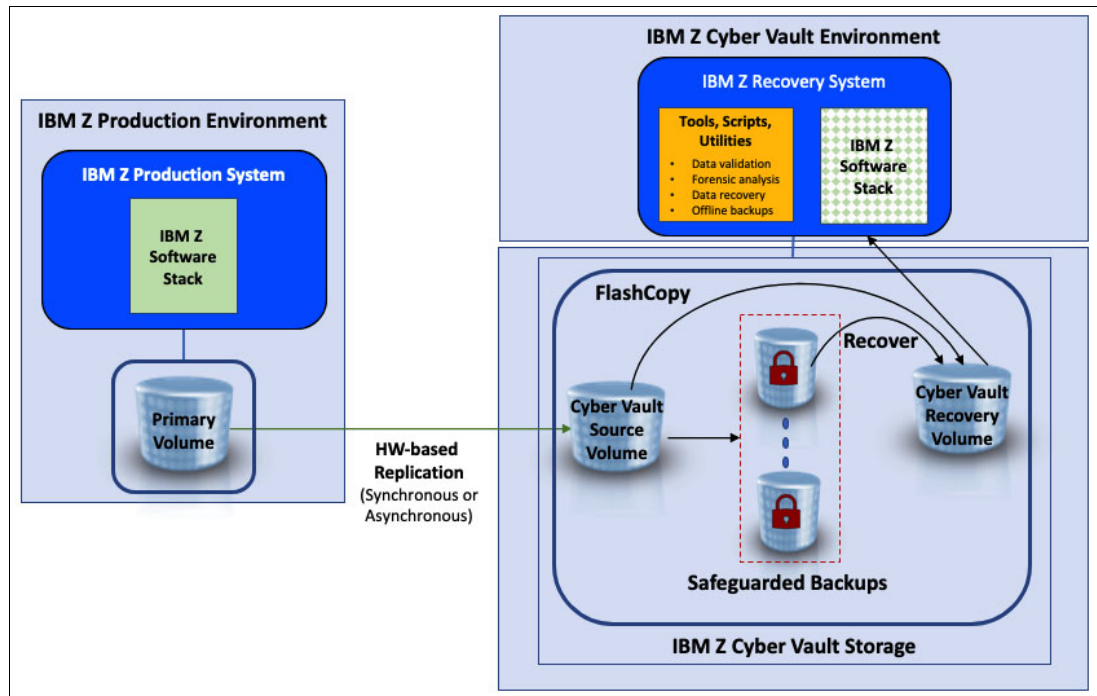 IBM Z Production Environment
IBM Z Production System
IBM Z
Software
Stack
Primary
Volume
HW-based
Replication
(Synchronous or
Asynchronous)
IBM Z Cyber Vault Environment
IBM Z Recovery System
Tools, Scripts,
Utilities
• Data validation
• Forensic analysis
• Data recovery
• Offline backups
IBM Z
Software
Stack
FlashCopy
Recover
Cyber Vault
Source
Volume
Cyber Vault
Recovery
Volume
Safeguarded Backups
IBM Z Cyber Vault Storage